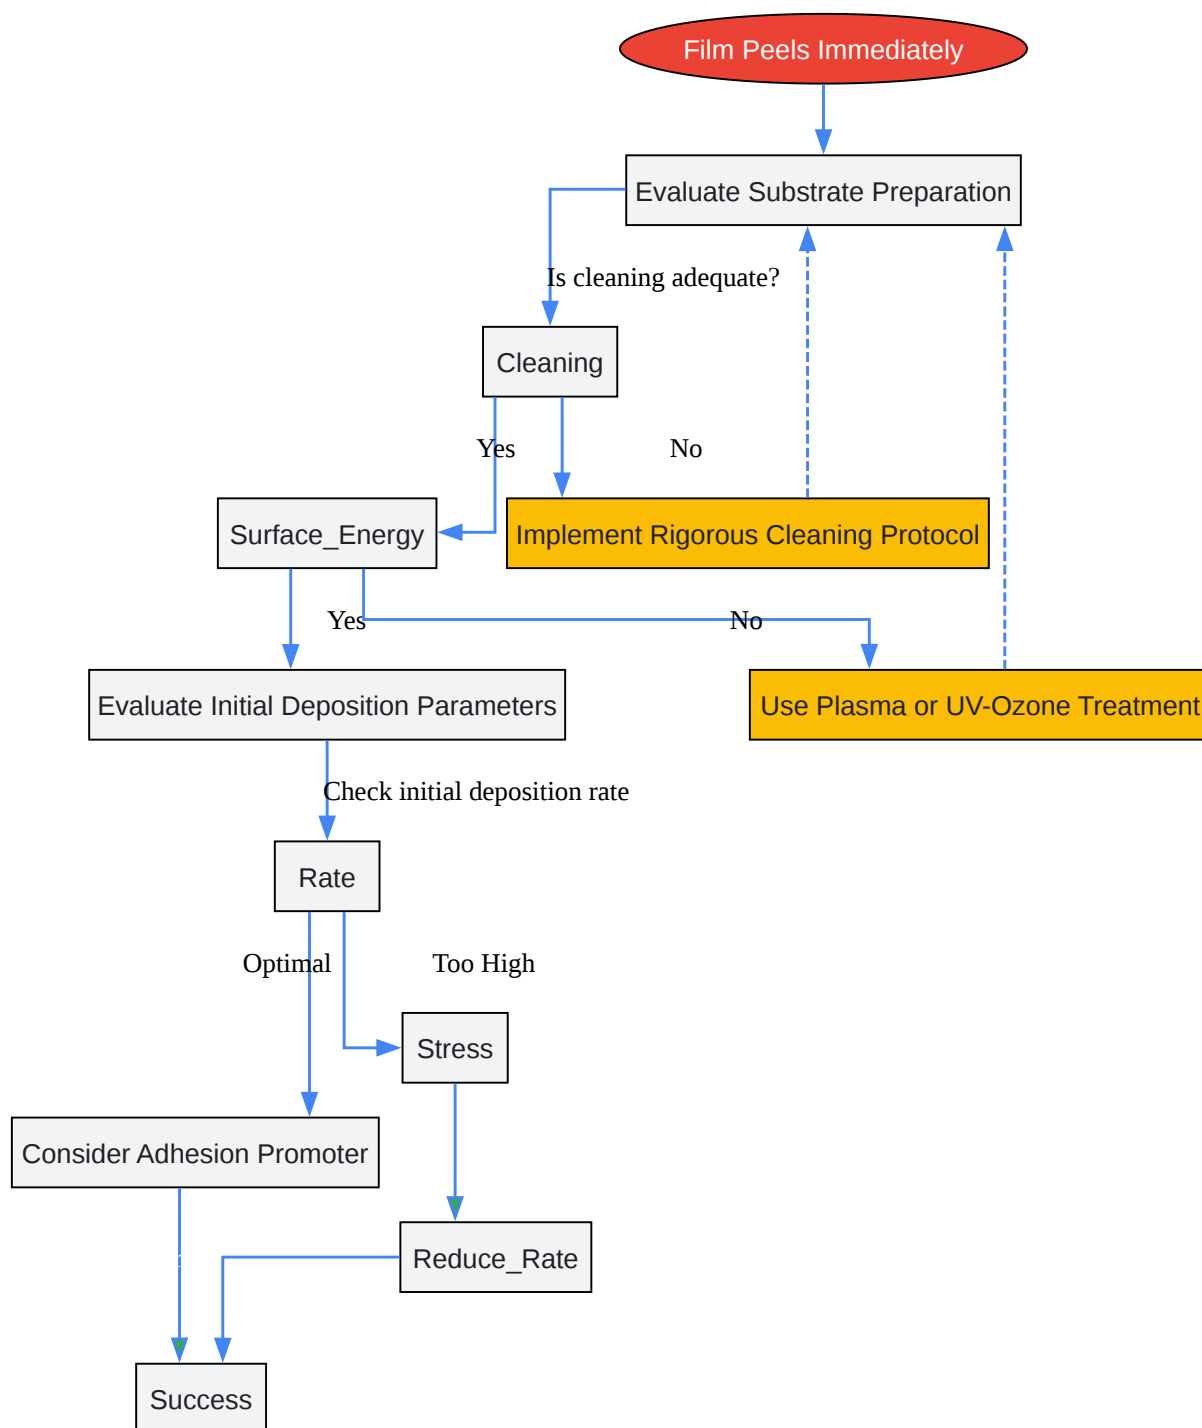 Film Peels Immediately
Evaluate Substrate Preparation
Is cleaning adequate?
Cleaning
Yes
No
Surface_Energy
Implement Rigorous Cleaning Protocol
Yes
No
Evaluate Initial Deposition Parameters
Use Plasma or UV-Ozone Treatment
Check initial deposition rate
Rate
Optimal
Too High
Stress
Consider Adhesion Promoter
Reduce_Rate
Success